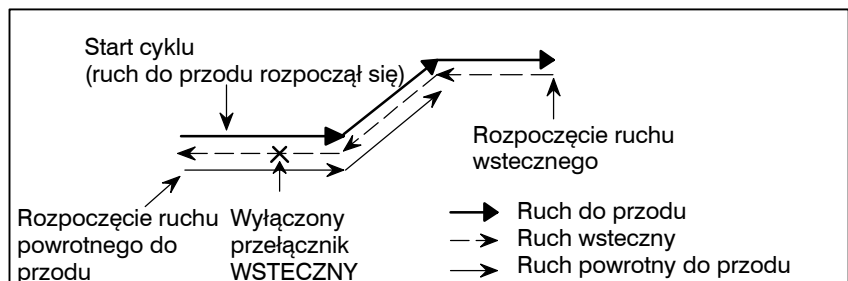 Start cyklu
(ruch do przodu rozpoczął się)
Rozpoczęcie ruchu
wstecznego
Rozpoczęcie ruchu
powrotnego do
przodu
Wyłączony
przełącznik
WSTECZNY
Ruch do przodu
Ruch wsteczny
Ruch powrotny do przodu